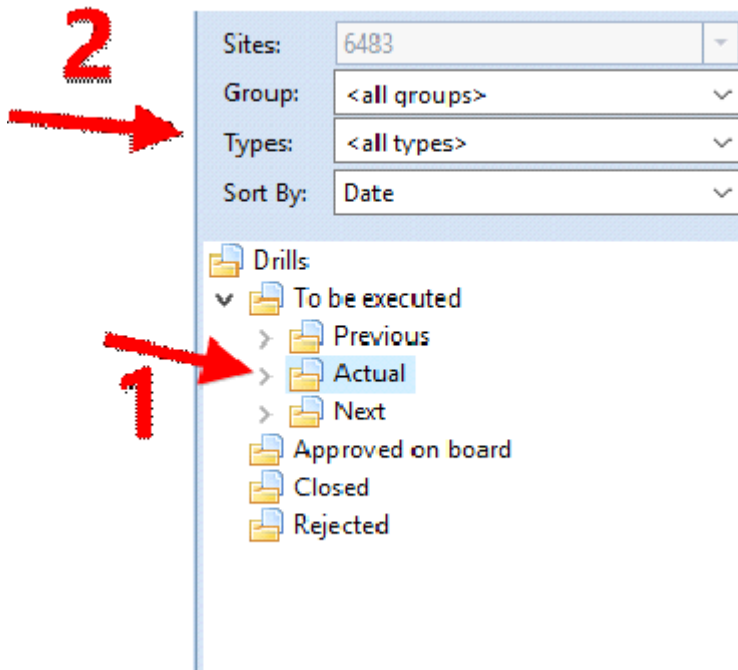 2
Sites: 6483
Group: <all groups>
Types: <all types>
Sort By: Date
Drills
To be executed
Previous
Actual
1
Next
Approved on board
Closed
Rejected